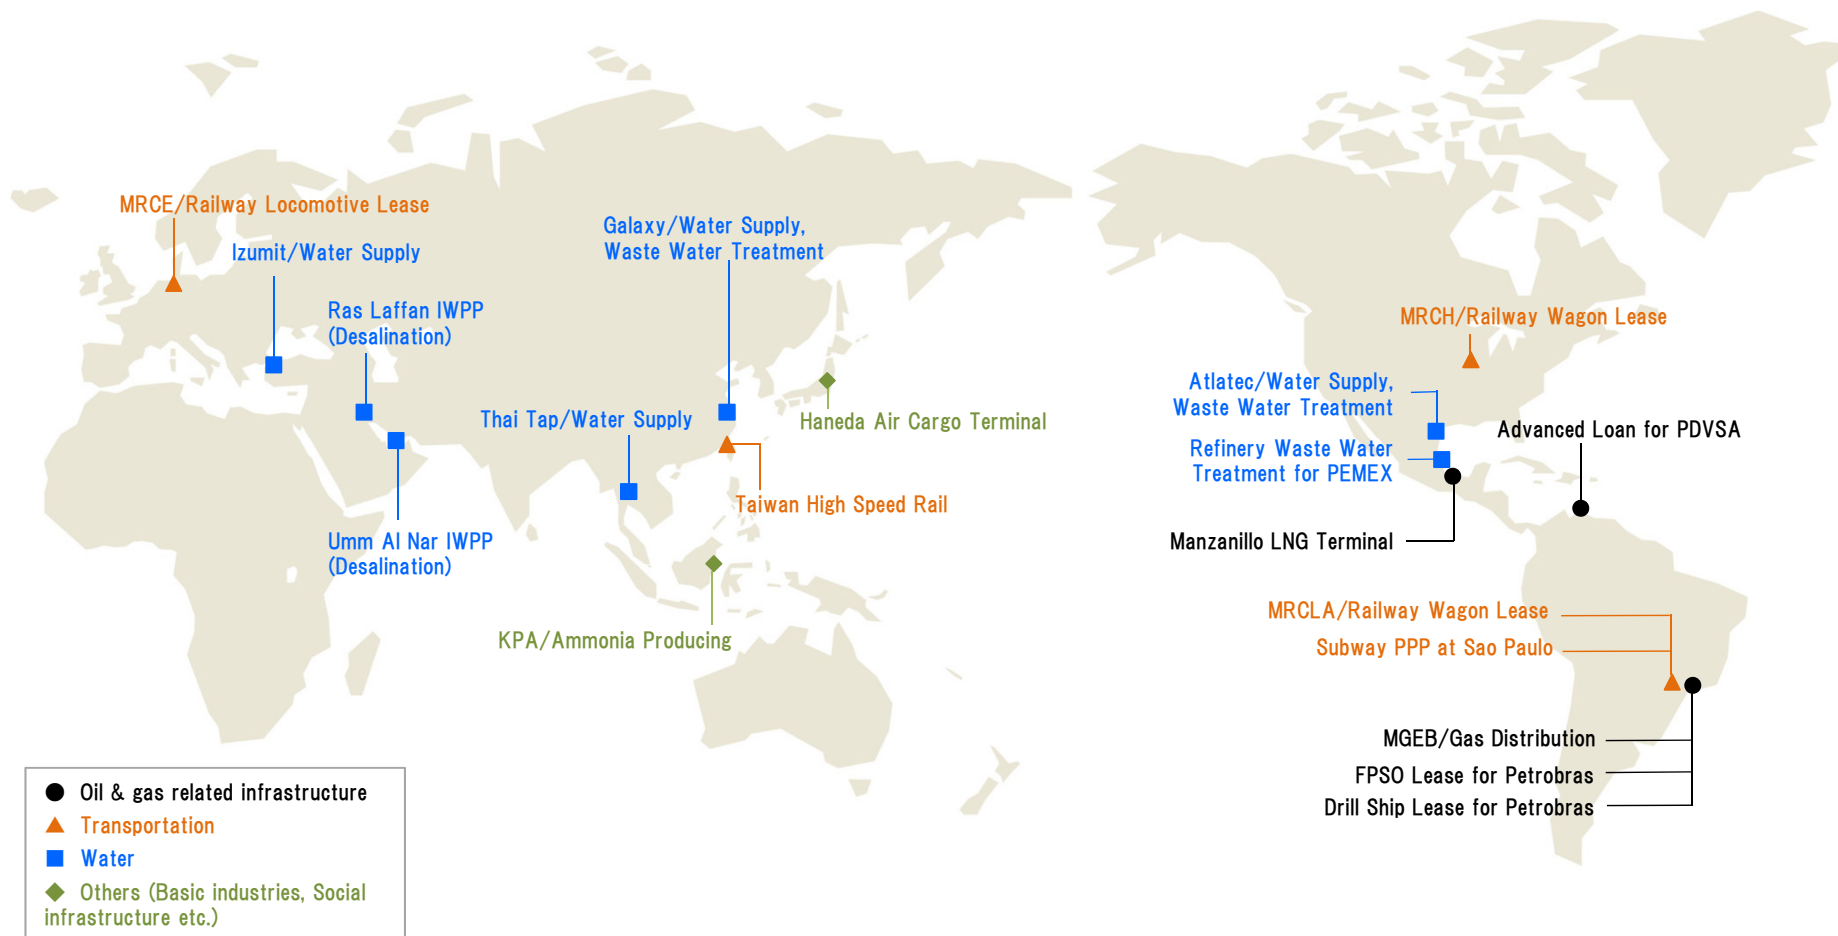 MRCE/Railway Locomotive Lease
Izumit/Water Supply
Ras Laffan IWPP
(Desalination)
Umm Al Nar IWPP
(Desalination)
Galaxy/Water Supply,
Waste Water Treatment
Thai Tap/Water Supply
Haneda Air Cargo Terminal
Taiwan High Speed Rail
KPA/Ammonia Producing
MRCH/Railway Wagon Lease
Atlatec/Water Supply,
Waste Water Treatment
Refinery Waste Water
Treatment for PEMEX
Advanced Loan for PDVSA
Manzanillo LNG Terminal
MRCLA/Railway Wagon Lease
Subway PPP at Sao Paulo
MGEB/Gas Distribution
FPSO Lease for Petrobras
Drill Ship Lease for Petrobras
Oil & gas related infrastructure
Transportation
Water
Others (Basic industries, Social
infrastructure etc.)